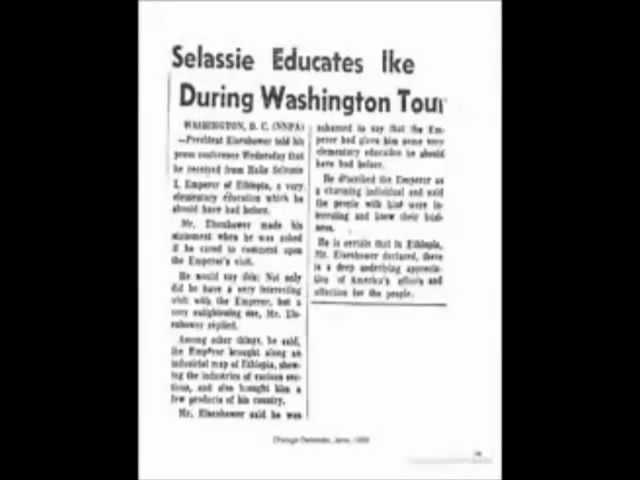 Selassie Educates Ike
During Washington Tour
WASHINGTON, D. C. (NNPA)
—President Eisenhower told his
press conference Wednesday that
he received from Haile Selassie
I, Emperor of Ethiopia, a very
elementary education which he
should have had before.
Mr. Eisenhower made his
statement when he was asked
if he cared to comment upon
the Emperor's visit.
He would say this: Not only
did he have a very interesting
visit with the Emperor, but a
very enlightening one, Mr. Eis-
enhower replied.
Among other things, he said,
the Emperor brought along an
industrial map of Ethiopia, show-
ing the industries of various sec-
tions, and also brought him a
few products of his country.
Mr. Eisenhower said he was
ashamed to say that the Em-
peror had given him some very
elementary education he should
have had before.
He described the Emperor as
a charming individual and said
the people with him were in-
teresting and knew their busi-
ness.
He is certain that in Ethiopia,
Mr. Eisenhower declared, there
is a deep underlying apprecia-
tion of America's efforts and
affection for the people.
Chicago Defender, June,